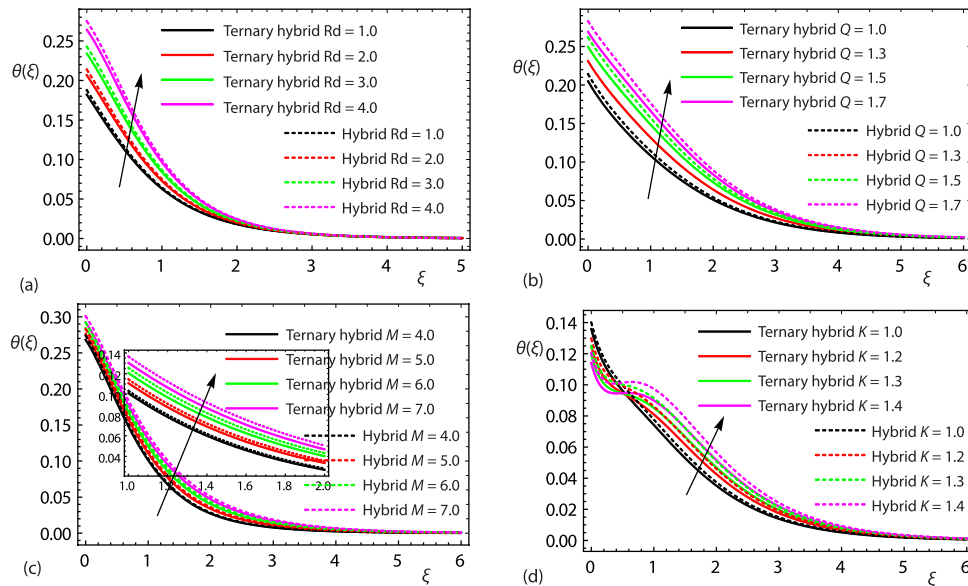 θ(ξ)
0.25
0.20
0.15
0.10
0.05
0.00
0 1 2 3 4 5
ξ
(a)
Ternary hybrid Rd = 1.0
Ternary hybrid Rd = 2.0
Ternary hybrid Rd = 3.0
Ternary hybrid Rd = 4.0
Hybrid Rd = 1.0
Hybrid Rd = 2.0
Hybrid Rd = 3.0
Hybrid Rd = 4.0
θ(ξ)
0.25
0.20
0.15
0.10
0.05
0.00
0 1 2 3 4 5 6
ξ
(b)
Ternary hybrid Q = 1.0
Ternary hybrid Q = 1.3
Ternary hybrid Q = 1.5
Ternary hybrid Q = 1.7
Hybrid Q = 1.0
Hybrid Q = 1.3
Hybrid Q = 1.5
Hybrid Q = 1.7
θ(ξ)
0.30
0.25
0.20
0.15
0.10
0.05
0.00
0 1 2 3 4 5 6
ξ
(c)
Ternary hybrid M = 4.0
Ternary hybrid M = 5.0
Ternary hybrid M = 6.0
Ternary hybrid M = 7.0
Hybrid M = 4.0
Hybrid M = 5.0
Hybrid M = 6.0
Hybrid M = 7.0
0.14
0.12
0.10
0.08
0.06
0.04
1.0 1.2 1.4 1.6 1.8 2.0
θ(ξ)
0.14
0.12
0.10
0.08
0.06
0.04
0.02
0.00
0 1 2 3 4 5 6
ξ
(d)
Ternary hybrid K = 1.0
Ternary hybrid K = 1.2
Ternary hybrid K = 1.3
Ternary hybrid K = 1.4
Hybrid K = 1.0
Hybrid K = 1.2
Hybrid K = 1.3
Hybrid K = 1.4